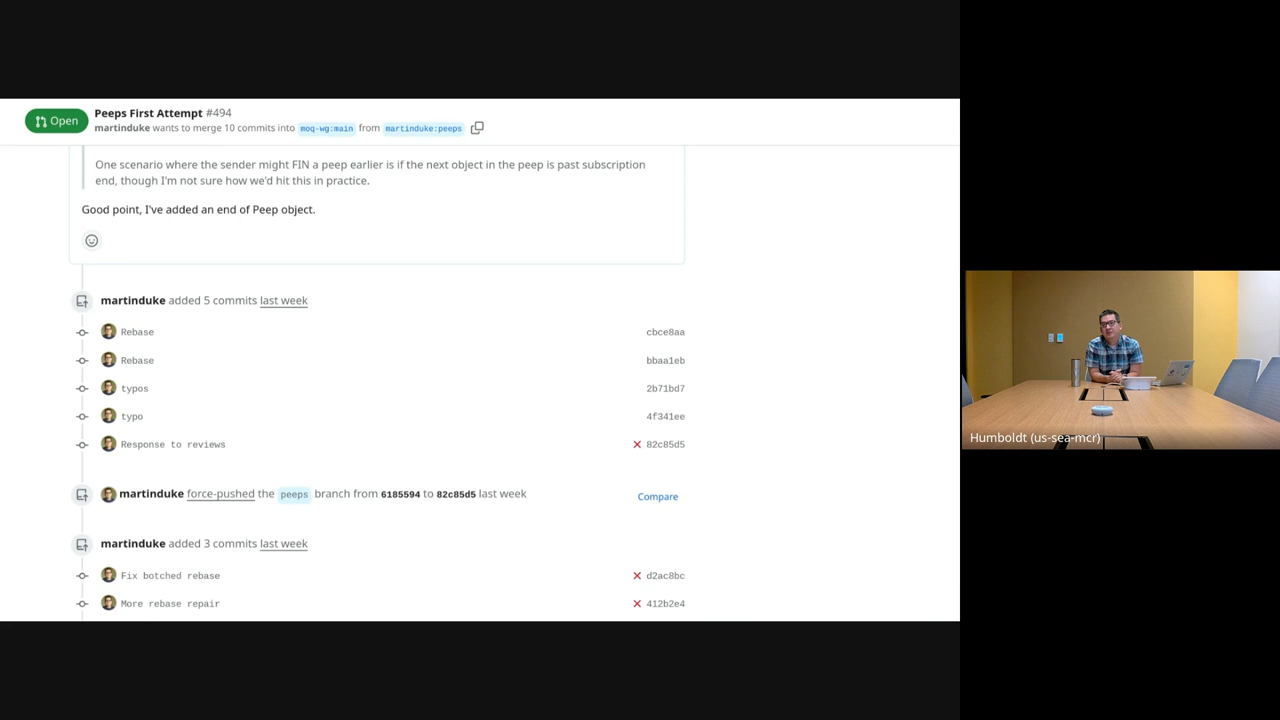 Open
Peeps First Attempt #494
martinduke wants to merge 10 commits into moq-wg:main from martinduke:peeps
One scenario where the sender might FIN a peep earlier is if the next object in the peep is past subscription
end, though I'm not sure how we'd hit this in practice.
Good point, I've added an end of Peep object.
martinduke added 5 commits last week
Rebase cbce8aa
Rebase bbaa1eb
typos 2b71bd7
typo 4f341ee
Response to reviews 82c85d5
martinduke force-pushed the peeps branch from 6185594 to 82c85d5 last week
Compare
martinduke added 3 commits last week
Fix botched rebase d2ac8bc
More rebase repair 412b2e4
Humboldt (us-sea-mcr)